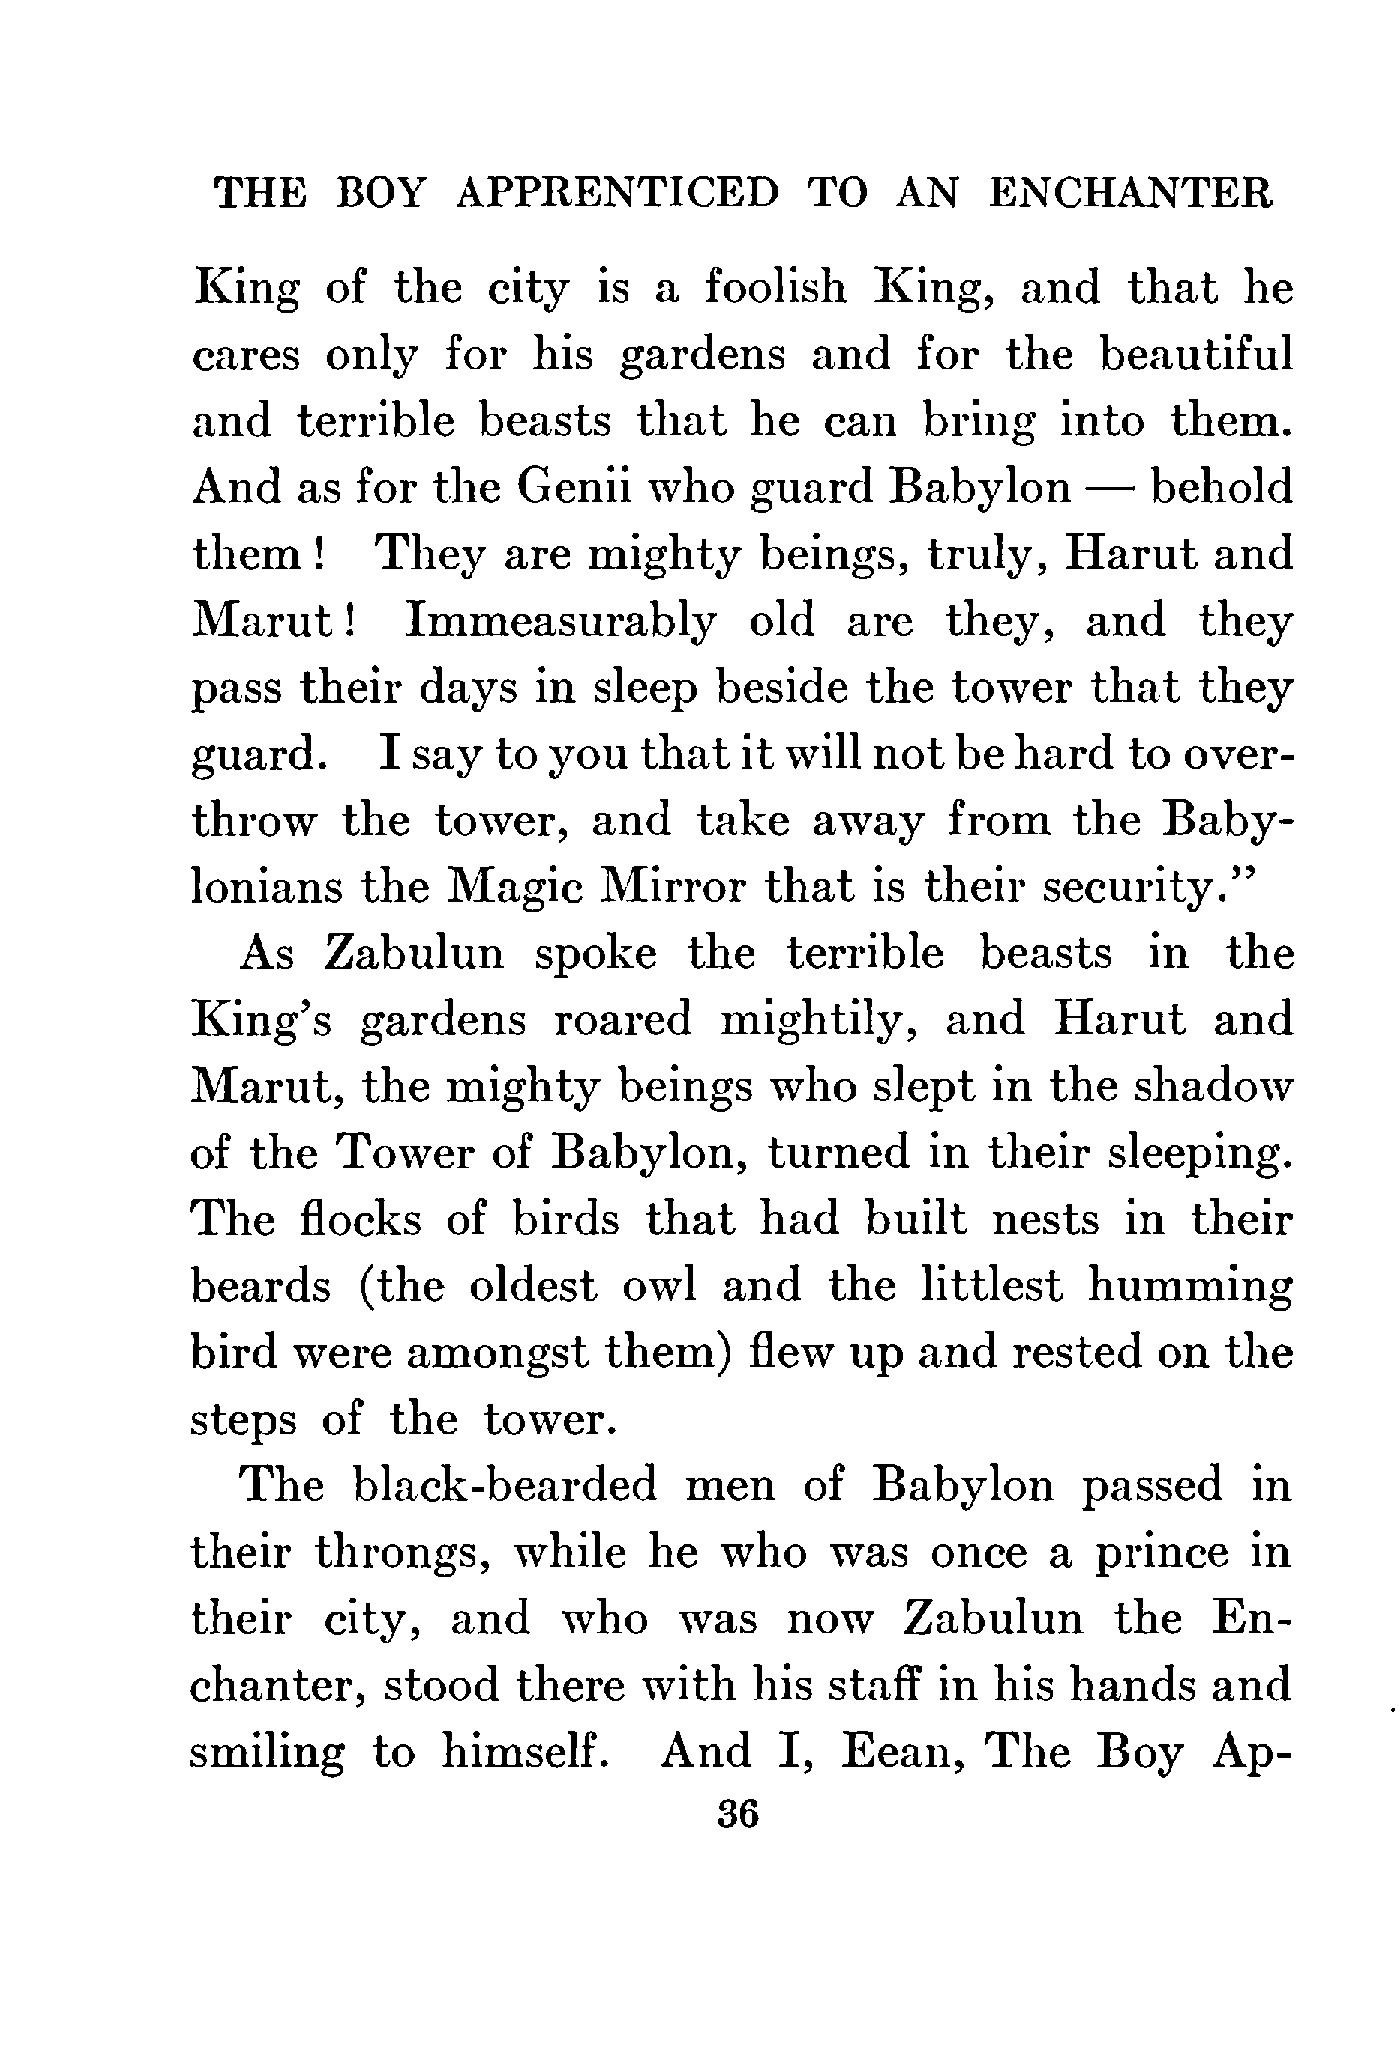 THE BOY APPRENTICED TO AN ENCHANTER
King of the city is a foolish King, and that he
cares only for his gardens and for the beautiful
and terrible beasts that he can bring into them.
And as for the Genii who guard Babylon — behold
them! They are mighty beings, truly, Harut and
Marut! Immeasurably old are they, and they
pass their days in sleep beside the tower that they
guard. I say to you that it will not be hard to over-
throw the tower, and take away from the Baby-
lonians the Magic Mirror that is their security.”
As Zabulun spoke the terrible beasts in the
King’s gardens roared mightily, and Harut and
Marut, the mighty beings who slept in the shadow
of the Tower of Babylon, turned in their sleeping.
The flocks of birds that had built nests in their
beards (the oldest owl and the littlest humming
bird were amongst them) flew up and rested on the
steps of the tower.
The black-bearded men of Babylon passed in
their throngs, while he who was once a prince in
their city, and who was now Zabulun the En-
chanter, stood there with his staff in his hands and
smiling to himself. And I, Eean, The Boy Ap-
36